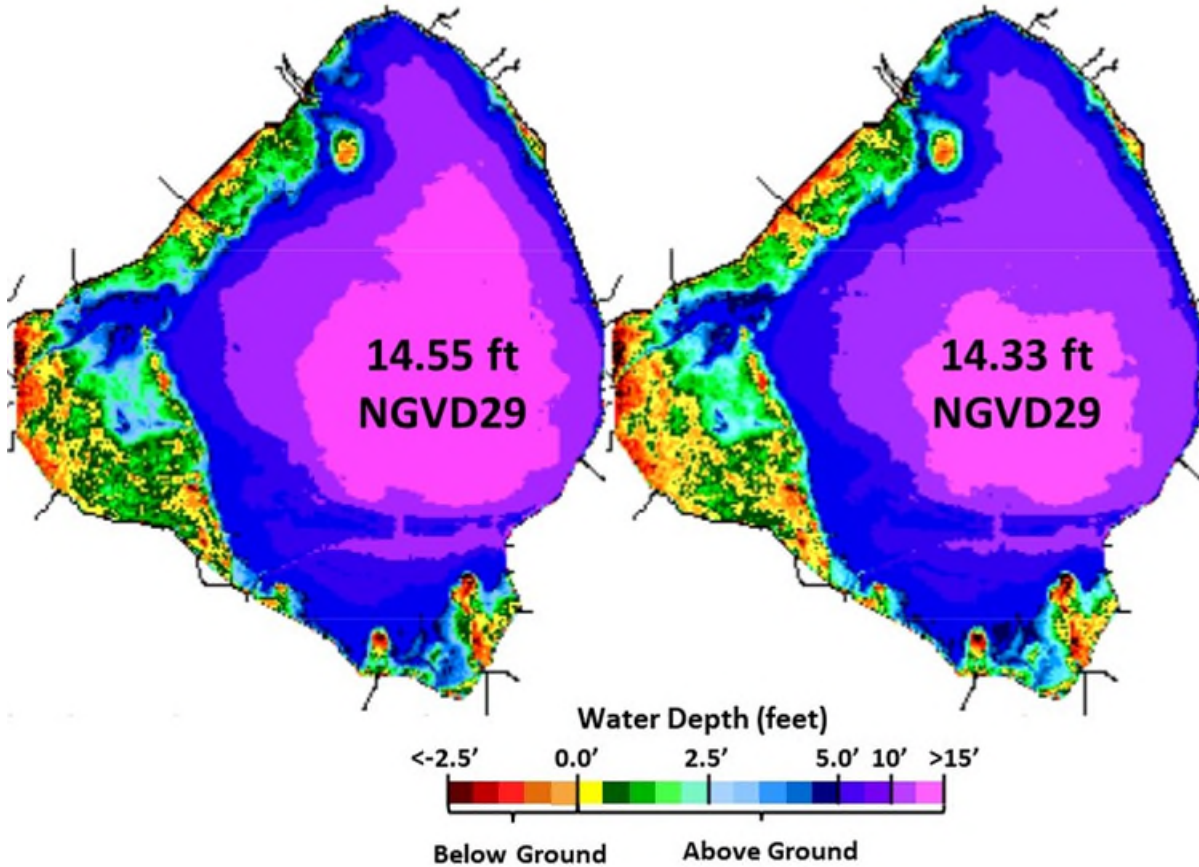 14.55 ft
NGVD29
14.33 ft
NGVD29
Water Depth (feet)
<-2.5’ 0.0’ 2.5’ 5.0’ 10’ >15’
Below Ground Above Ground